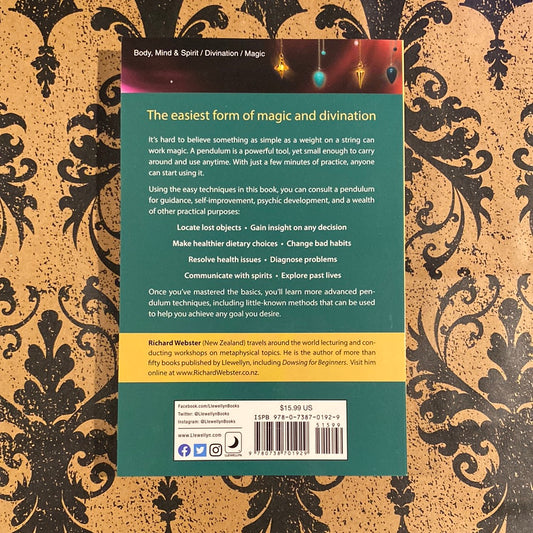 Body, Mind & Spirit / Divination / Magic
The easiest form of magic and divination
It's hard to believe something as simple as a weight on a string can
work magic. A pendulum is a powerful tool, yet small enough to carry
around and use anytime. With just a few minutes of practice, anyone
can start using it.
Using the easy techniques in this book, you can consult a pendulum
for guidance, self-improvement, psychic development, and a wealth
of other practical purposes:
Locate lost objects • Gain insight on any decision
Make healthier dietary choices • Change bad habits
Resolve health issues • Diagnose problems
Communicate with spirits • Explore past lives
Once you've mastered the basics, you'll learn more advanced pen-
dulum techniques, including little-known methods that can be used
to help you achieve any goal you desire.
Richard Webster (New Zealand) travels around the world lecturing and con-
ducting workshops on metaphysical topics. He is the author of more than
fifty books published by Llewellyn, including Dowsing for Beginners. Visit him
online at www.RichardWebster.co.nz.
Facebook.com/LlewellynBooks
Twitter: @LlewellynBooks
Instagram: @LlewellynBooks
www.Llewellyn.com
LLEWELLYN
$15.99 US
ISBN 978-0-7387-0192-9
51599
9 780738 701929